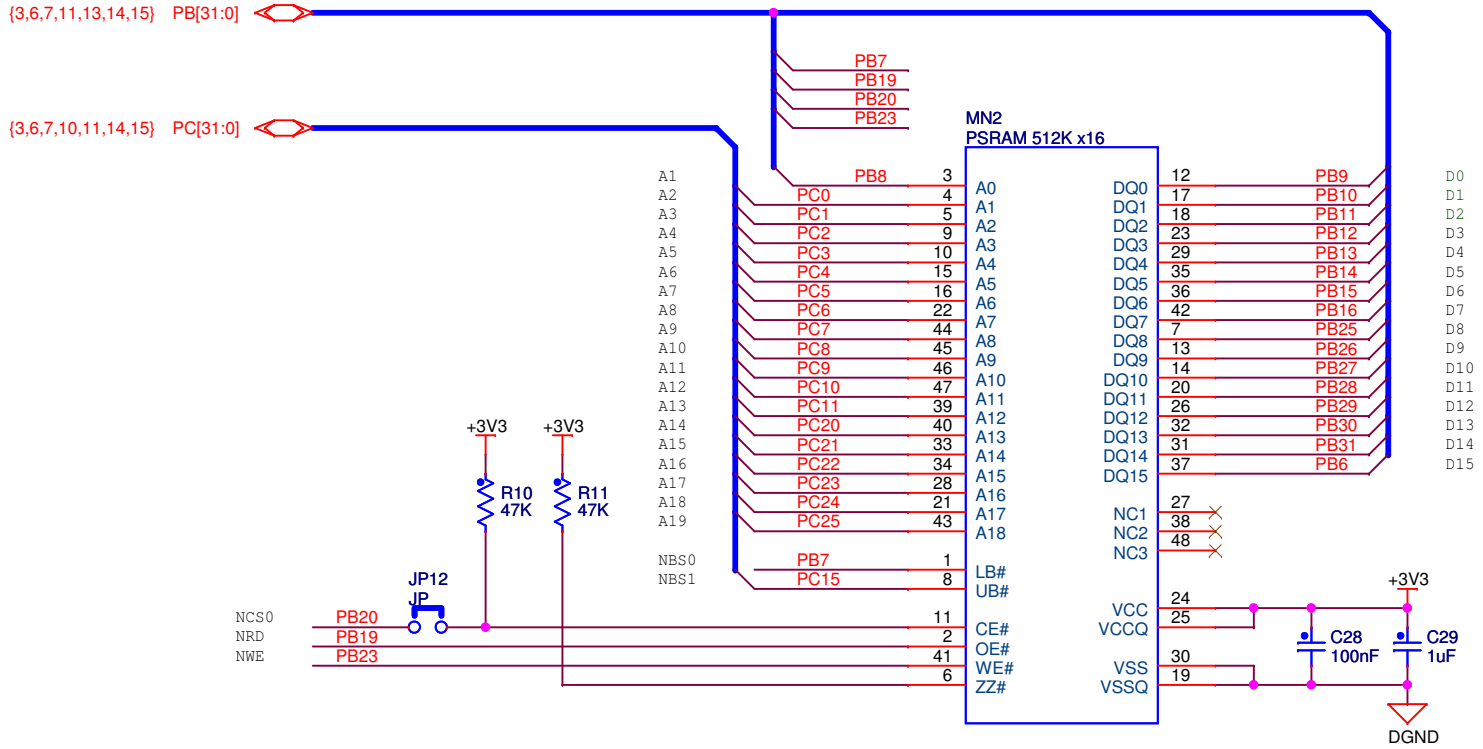 {3,6,7,11,13,14,15} PB[31:0]
PB7
PB19
PB20
PB23
{3,6,7,10,11,14,15} PC[31:0]
MN2
PSRAM 512K x16
A1 PB8 3 A0 DQ0 12 PB9 D0
A2 PC0 4 A1 DQ1 17 PB10 D1
A3 PC1 5 A2 DQ2 18 PB11 D2
A4 PC2 9 A3 DQ3 23 PB12 D3
A5 PC3 10 A4 DQ4 29 PB13 D4
A6 PC4 15 A5 DQ5 35 PB14 D5
A7 PC5 16 A6 DQ6 36 PB15 D6
A8 PC6 22 A7 DQ7 42 PB16 D7
A9 PC7 44 A8 DQ8 7 PB25 D8
A10 PC8 45 A9 DQ9 13 PB26 D9
A11 PC9 46 A10 DQ10 14 PB27 D10
A12 PC10 47 A11 DQ11 20 PB28 D11
A13 PC11 39 A12 DQ12 26 PB29 D12
A14 PC20 40 A13 DQ13 32 PB30 D13
A15 PC21 33 A14 DQ14 31 PB31 D14
A16 PC22 34 A15 DQ15 37 PB6 D15
A17 PC23 28 A16
A18 PC24 21 A17 NC1 27
A19 PC25 43 A18 NC2 38
NC3 48
+3V3 +3V3
R10 R11
47K 47K
NBS0 PB7 1 LB#
NBS1 PC15 8 UB#
JP12
JP
NCS0 PB20 11 CE#
NRD PB19 2 OE#
NWE PB23 41 WE#
6 ZZ#
VCC 24
VCCQ 25
VSS 30
VSSQ 19
+3V3
C28 C29
100nF 1uF
DGND